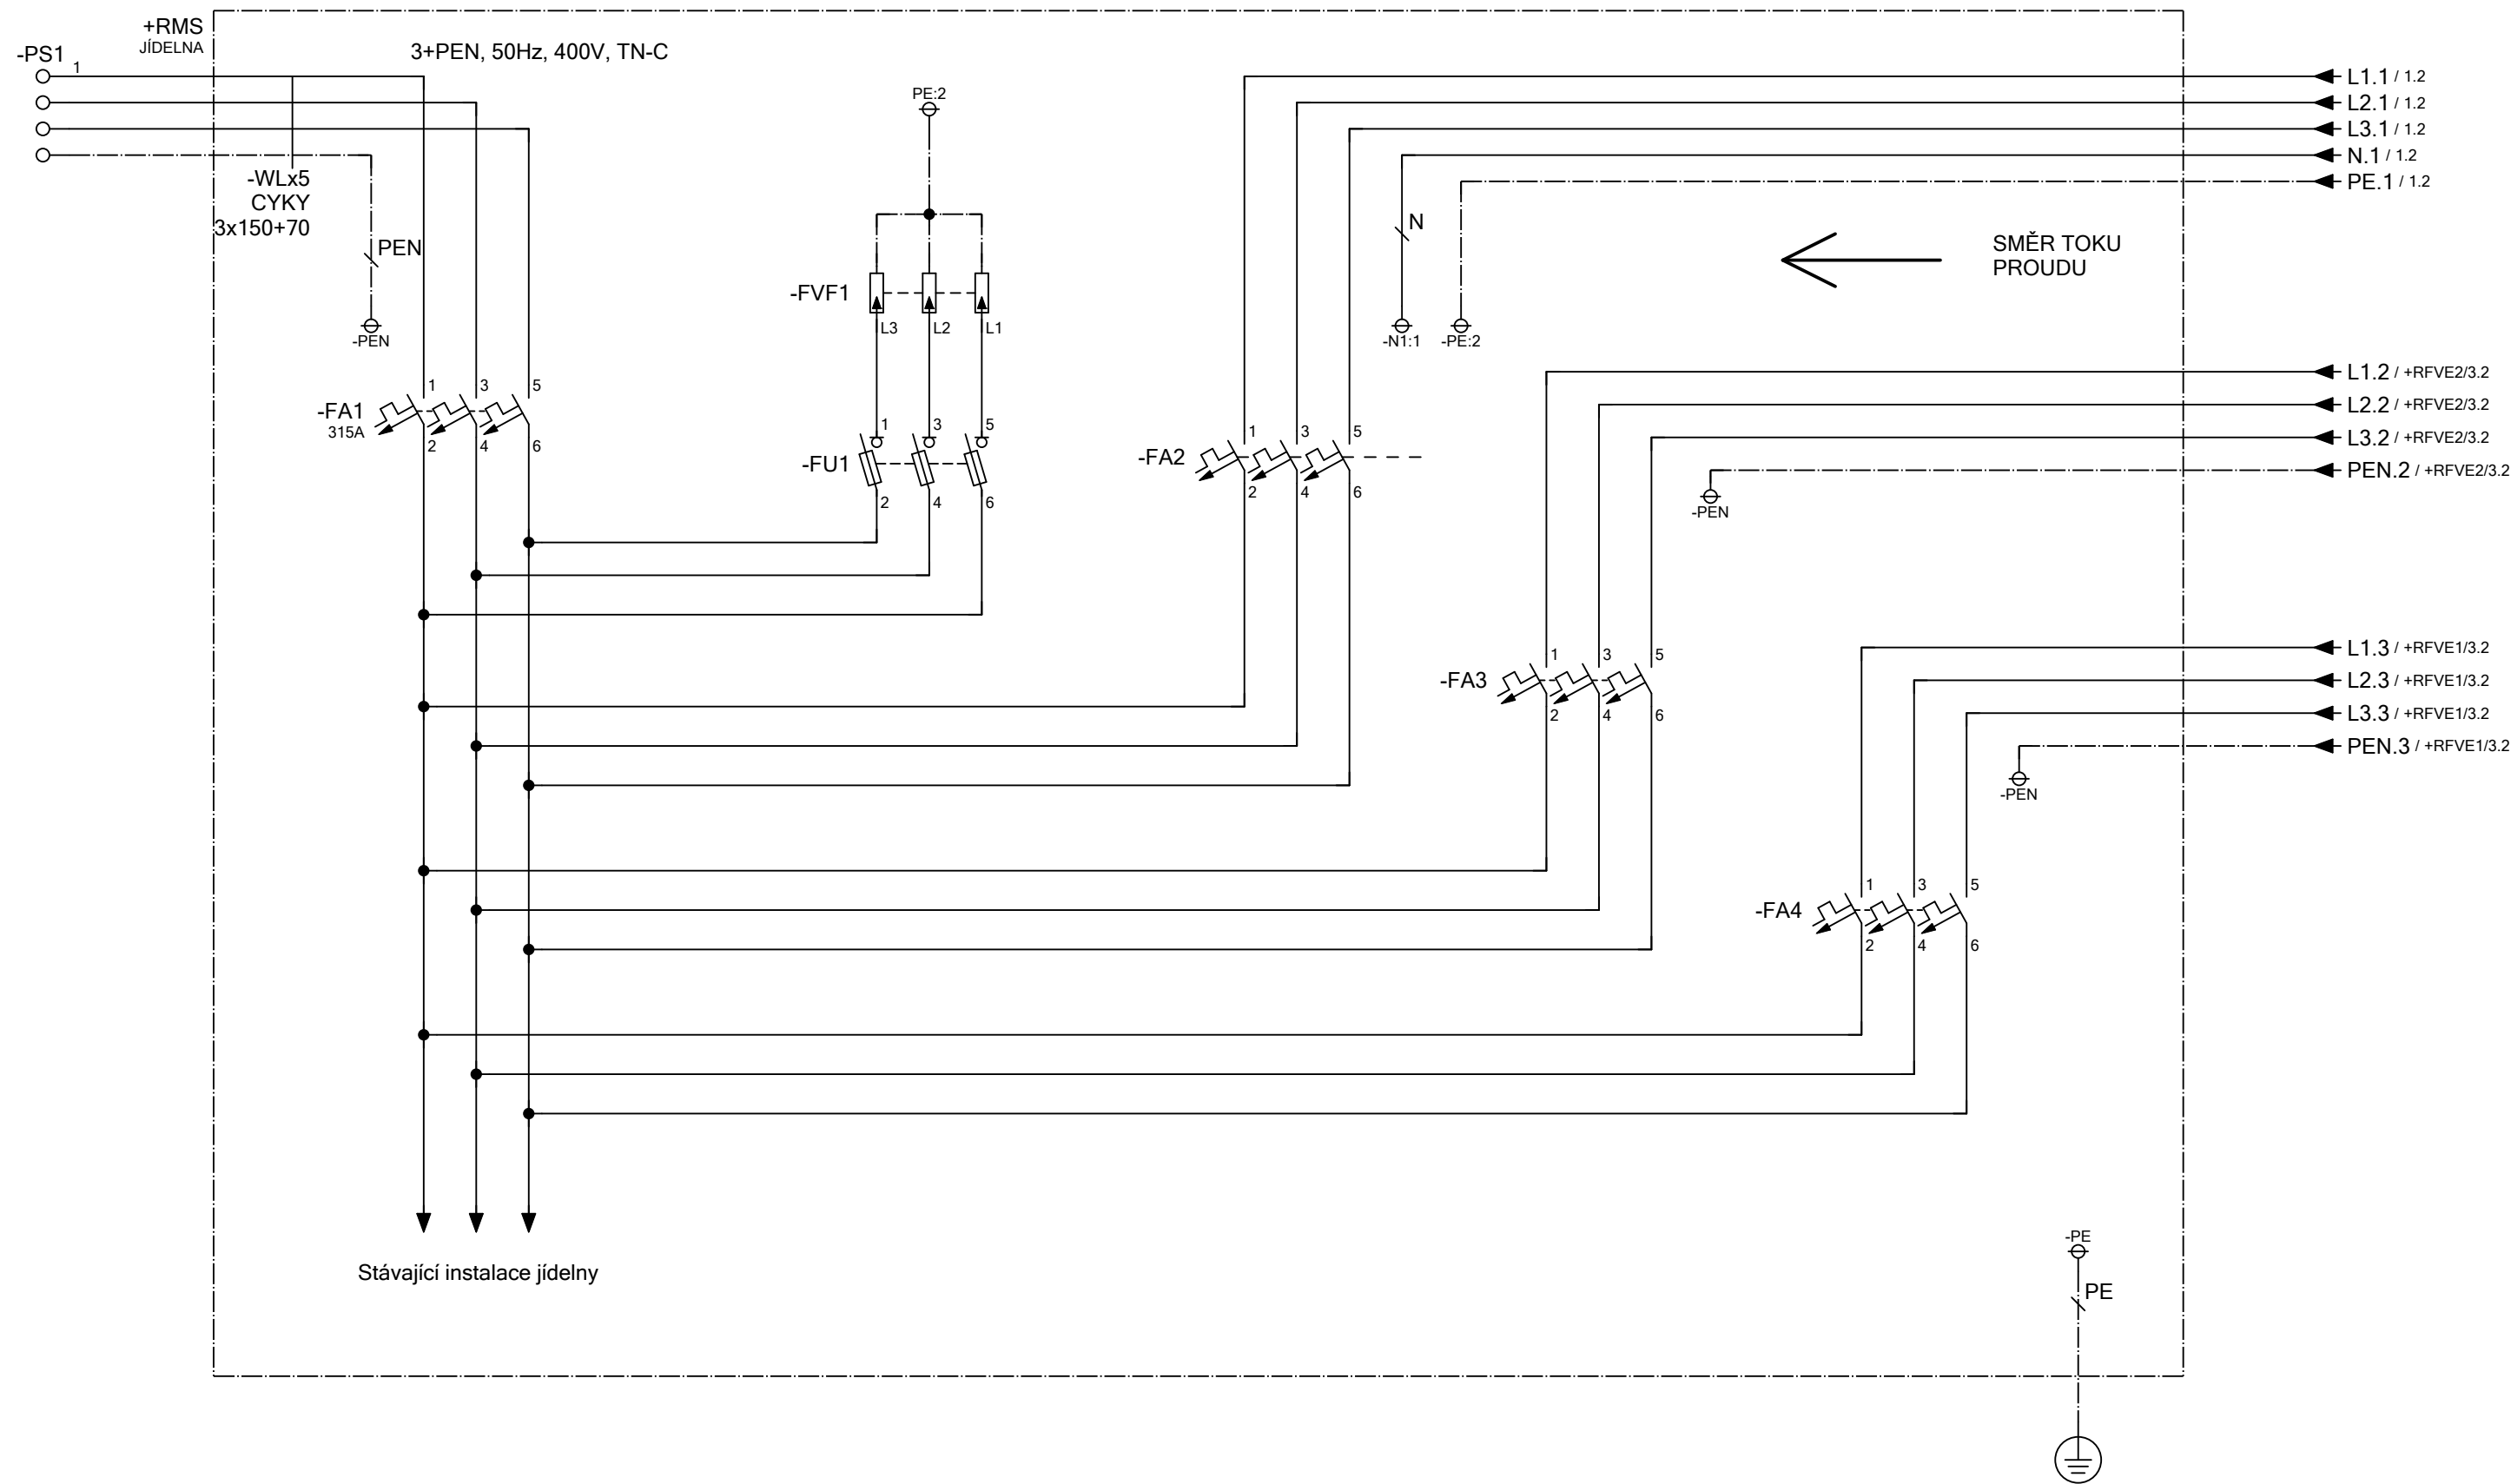 +RMS
JÍDELNA
-PS1
1
3+PEN, 50Hz, 400V, TN-C
-WLx5
CYKY
3x150+70
PEN
-PEN
PE:2
-FVF1
L3
L2
L1
L1.1 / 1.2
L2.1 / 1.2
L3.1 / 1.2
N.1 / 1.2
PE.1 / 1.2
N
-N1:1
-PE:2
SMĚR TOKU
PROUDU
-FA1
315A
1
3
5
2
4
6
-FU1
1
3
5
2
4
6
-FA2
1
3
5
2
4
6
L1.2 / +RFVE2/3.2
L2.2 / +RFVE2/3.2
L3.2 / +RFVE2/3.2
PEN.2 / +RFVE2/3.2
-PEN
-FA3
1
3
5
2
4
6
L1.3 / +RFVE1/3.2
L2.3 / +RFVE1/3.2
L3.3 / +RFVE1/3.2
PEN.3 / +RFVE1/3.2
-PEN
-FA4
1
3
5
2
4
6
Stávající instalace jídelny
-PE
PE